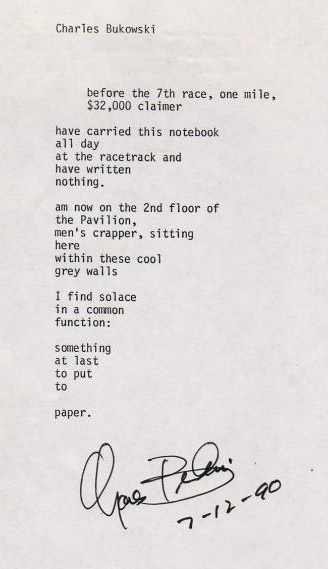 Charles Bukowski
before the 7th race, one mile,
$32,000 claimer
have carried this notebook
all day
at the racetrack and
have written
nothing.
am now on the 2nd floor of
the Pavilion,
men's crapper, sitting
here
within these cool
grey walls
I find solace
in a common
function:
something
at last
to put
to
paper.
7-12-90